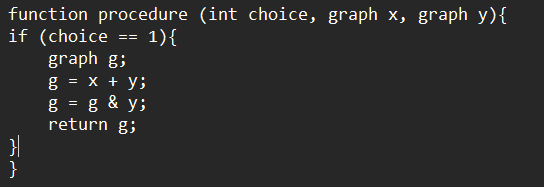 function procedure (int choice, graph x, graph y){
if (choice == 1){
    graph g;
    g = x + y;
    g = g & y;
    return g;
}
}